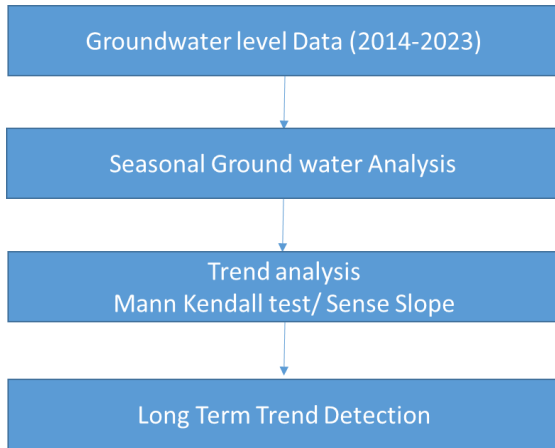 Groundwater level Data (2014-2023)
Seasonal Ground water Analysis
Trend analysis
Mann Kendall test/ Sense Slope
Long Term Trend Detection